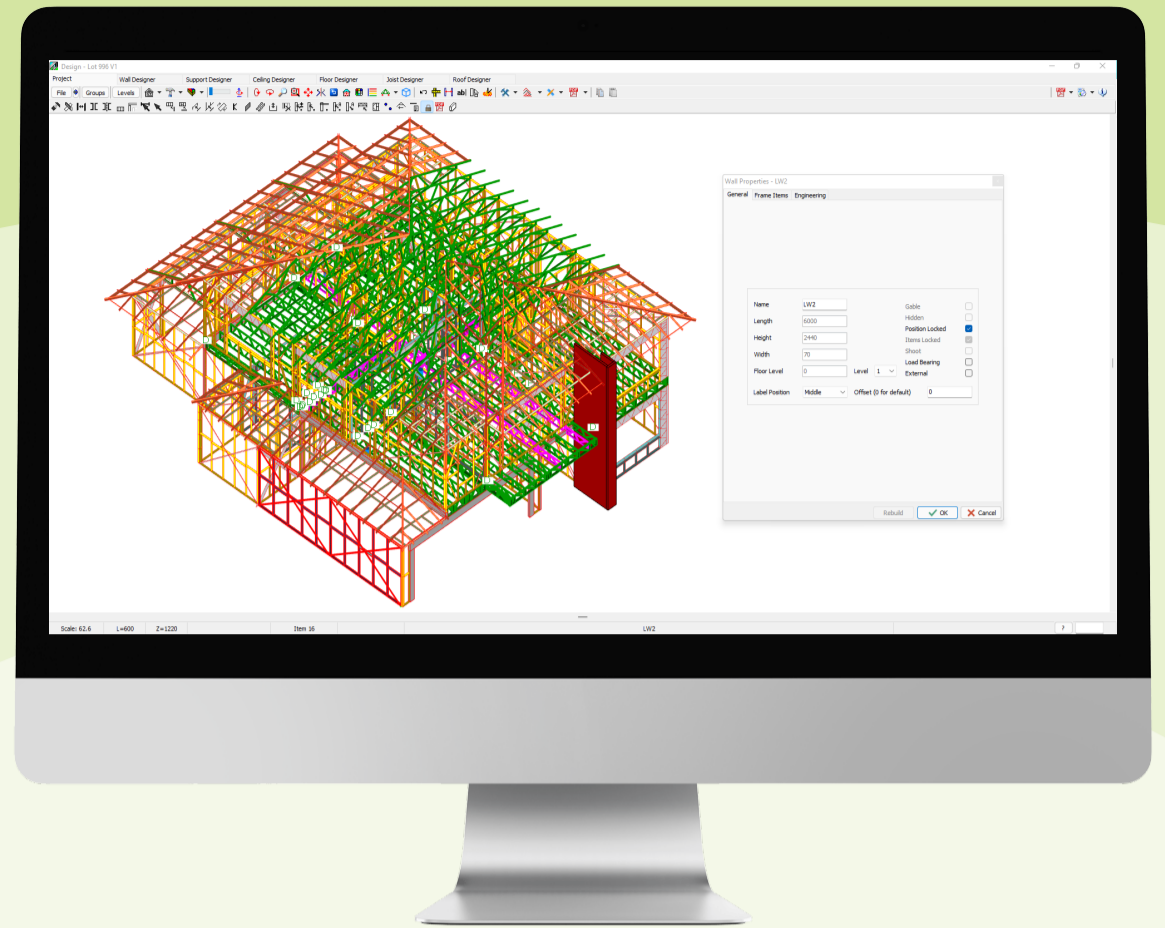 Design - Lot 996 V1
Project Wall Designer Support Designer Ceiling Designer Floor Designer Joist Designer Roof Designer
File Groups Levels abl
Wall Properties - LW2
General Frame Items Engineering
Name LW2 Gable
Length 6000 Hidden
Position Locked
Height 2440 Items Locked
Width 70 Shoot
Load Bearing
Floor Level 0 Level 1 External
Label Position Middle Offset (0 for default) 0
Rebuild OK Cancel
Scale: 62.6 L=600 Z=1220 Item 16 LW2 ?